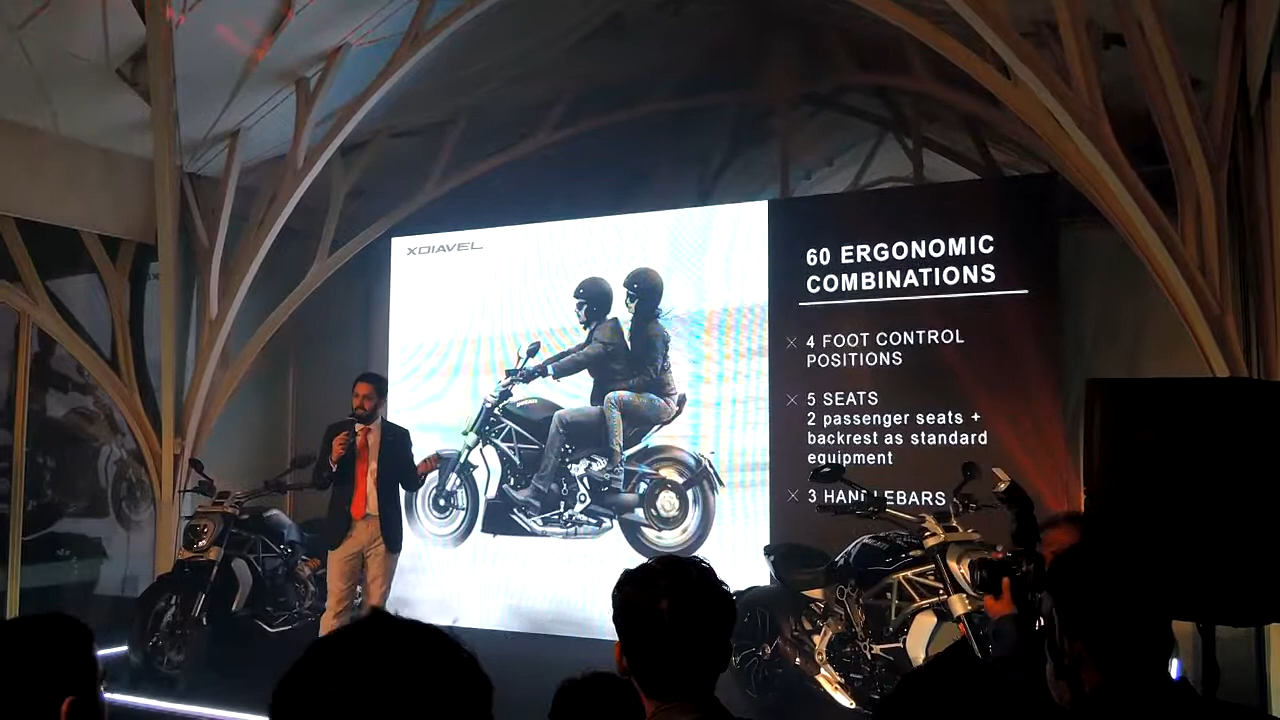 XDIAVEL
60 ERGONOMIC
COMBINATIONS
× 4 FOOT CONTROL
POSITIONS
× 5 SEATS
2 passenger seats +
backrest as standard
equipment
× 3 HANDLEBARS
DUCATI